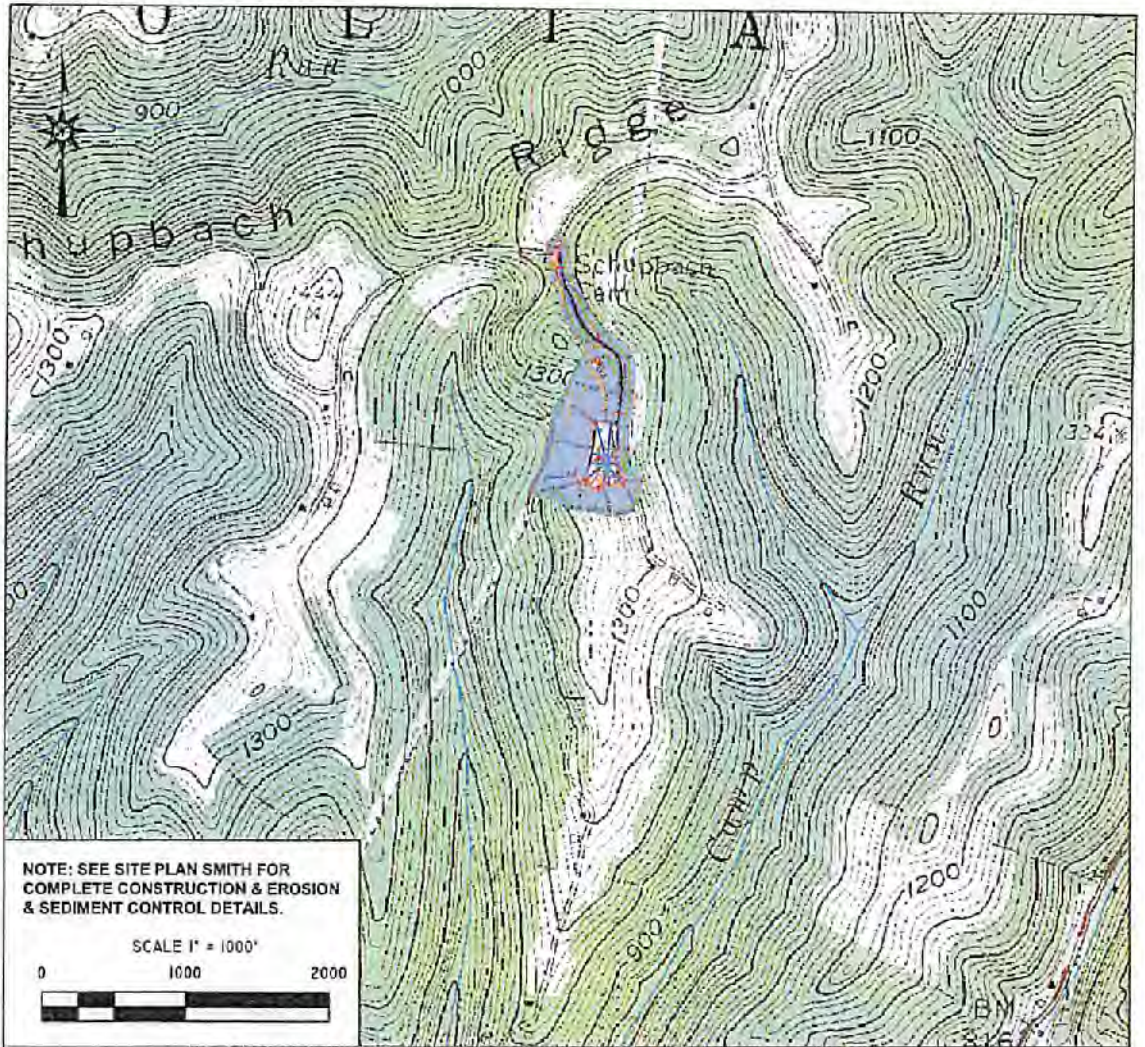 O L I A
Run
900
1000
Ridge
1100
hupbach
Schupbach
1300
1300
1200
Run
1300
1100
1300
Camp
1200
900
BM
NOTE: SEE SITE PLAN SMITH FOR
COMPLETE CONSTRUCTION & EROSION
& SEDIMENT CONTROL DETAILS.
SCALE 1" = 1000'
0 1000 2000